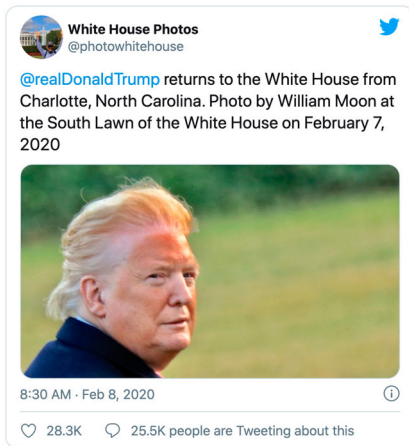 White House Photos
@photowhitehouse
@realDonaldTrump returns to the White House from
Charlotte, North Carolina. Photo by William Moon at
the South Lawn of the White House on February 7,
2020
8:30 AM · Feb 8, 2020
28.3K
25.5K people are Tweeting about this